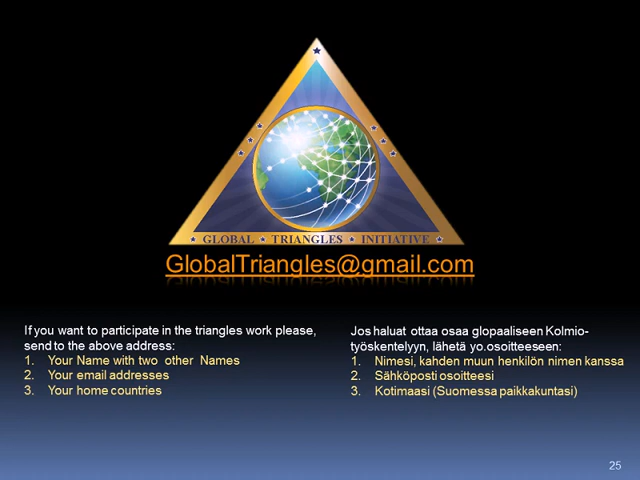 GLOBAL ★ TRIANGLES ★ INITIATIVE
GlobalTriangles@gmail.com
If you want to participate in the triangles work please,
send to the above address:
1. Your Name with two other Names
2. Your email addresses
3. Your home countries
Jos haluat ottaa osaa glopaaliseen Kolmio-
työskentelyyn, lähetä yo.osoitteeseen:
1. Nimesi, kahden muun henkilön nimen kanssa
2. Sähköposti osoitteesi
3. Kotimaasi (Suomessa paikkakuntasi)
25